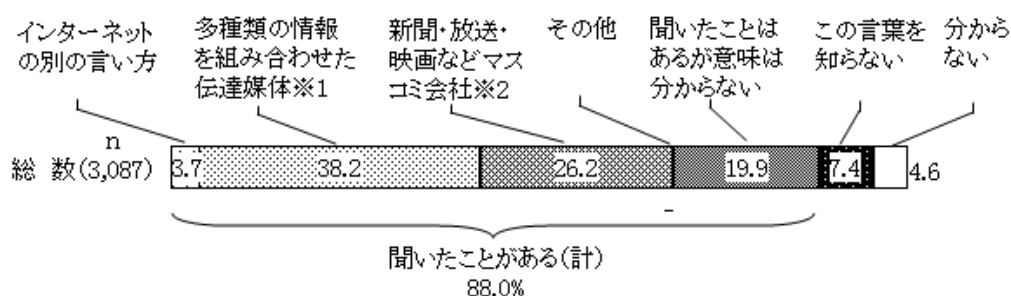 インターネット
の別の言い方
多種類の情報
を組み合わせた
伝達媒体※1
新聞・放送・
映画などマス
コミ会社※2
その他
聞いたことは
あるが意味は
分からない
この言葉を
知らない
分から
ない
n
総 数(3,087)
3.7
38.2
26.2
19.9
7.4
4.6
-
聞いたことがある(計)
88.0%